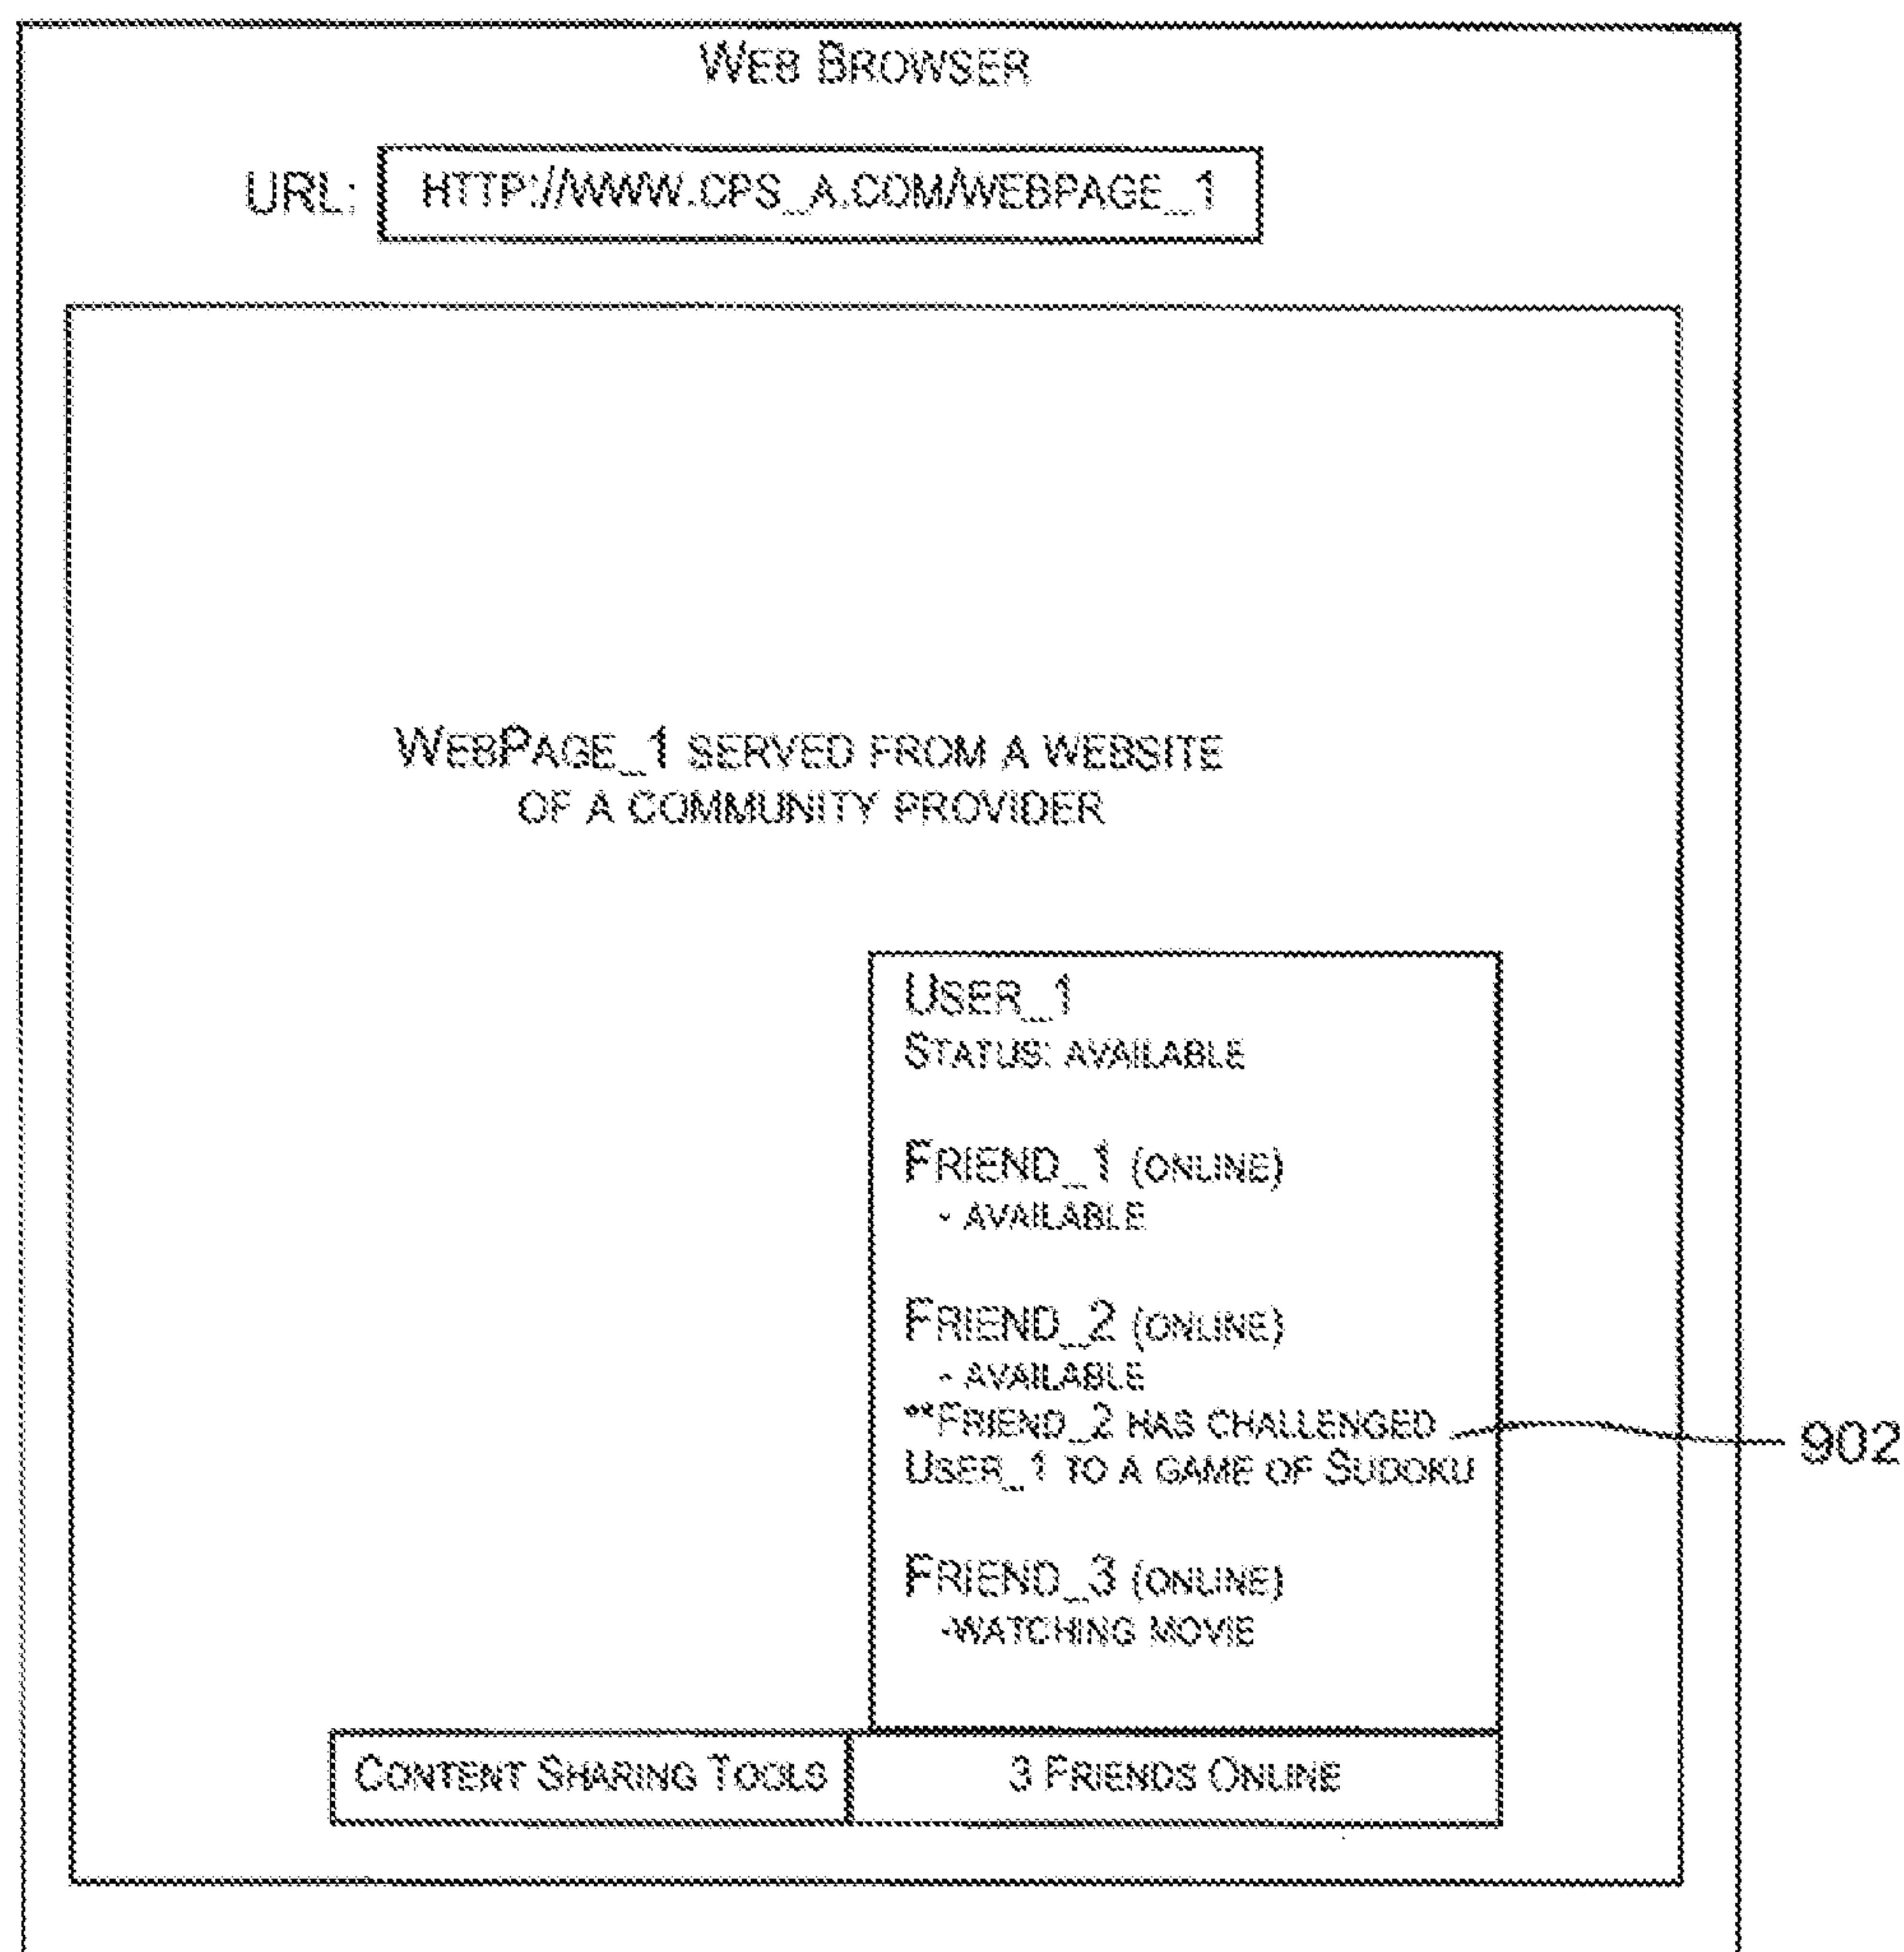 WEB BROWSER
URL: HTTP://WWW.CPS_A.COM/WEBPAGE_1
WEBPAGE_1 SERVED FROM A WEBSITE
OF A COMMUNITY PROVIDER
USER_1
STATUS: AVAILABLE
FRIEND_1 (ONLINE)
- AVAILABLE
FRIEND_2 (ONLINE)
- AVAILABLE
**FRIEND_2 HAS CHALLENGED
USER_1 TO A GAME OF SUDOKU
902
FRIEND_3 (ONLINE)
-WATCHING MOVIE
CONTENT SHARING TOOLS
3 FRIENDS ONLINE